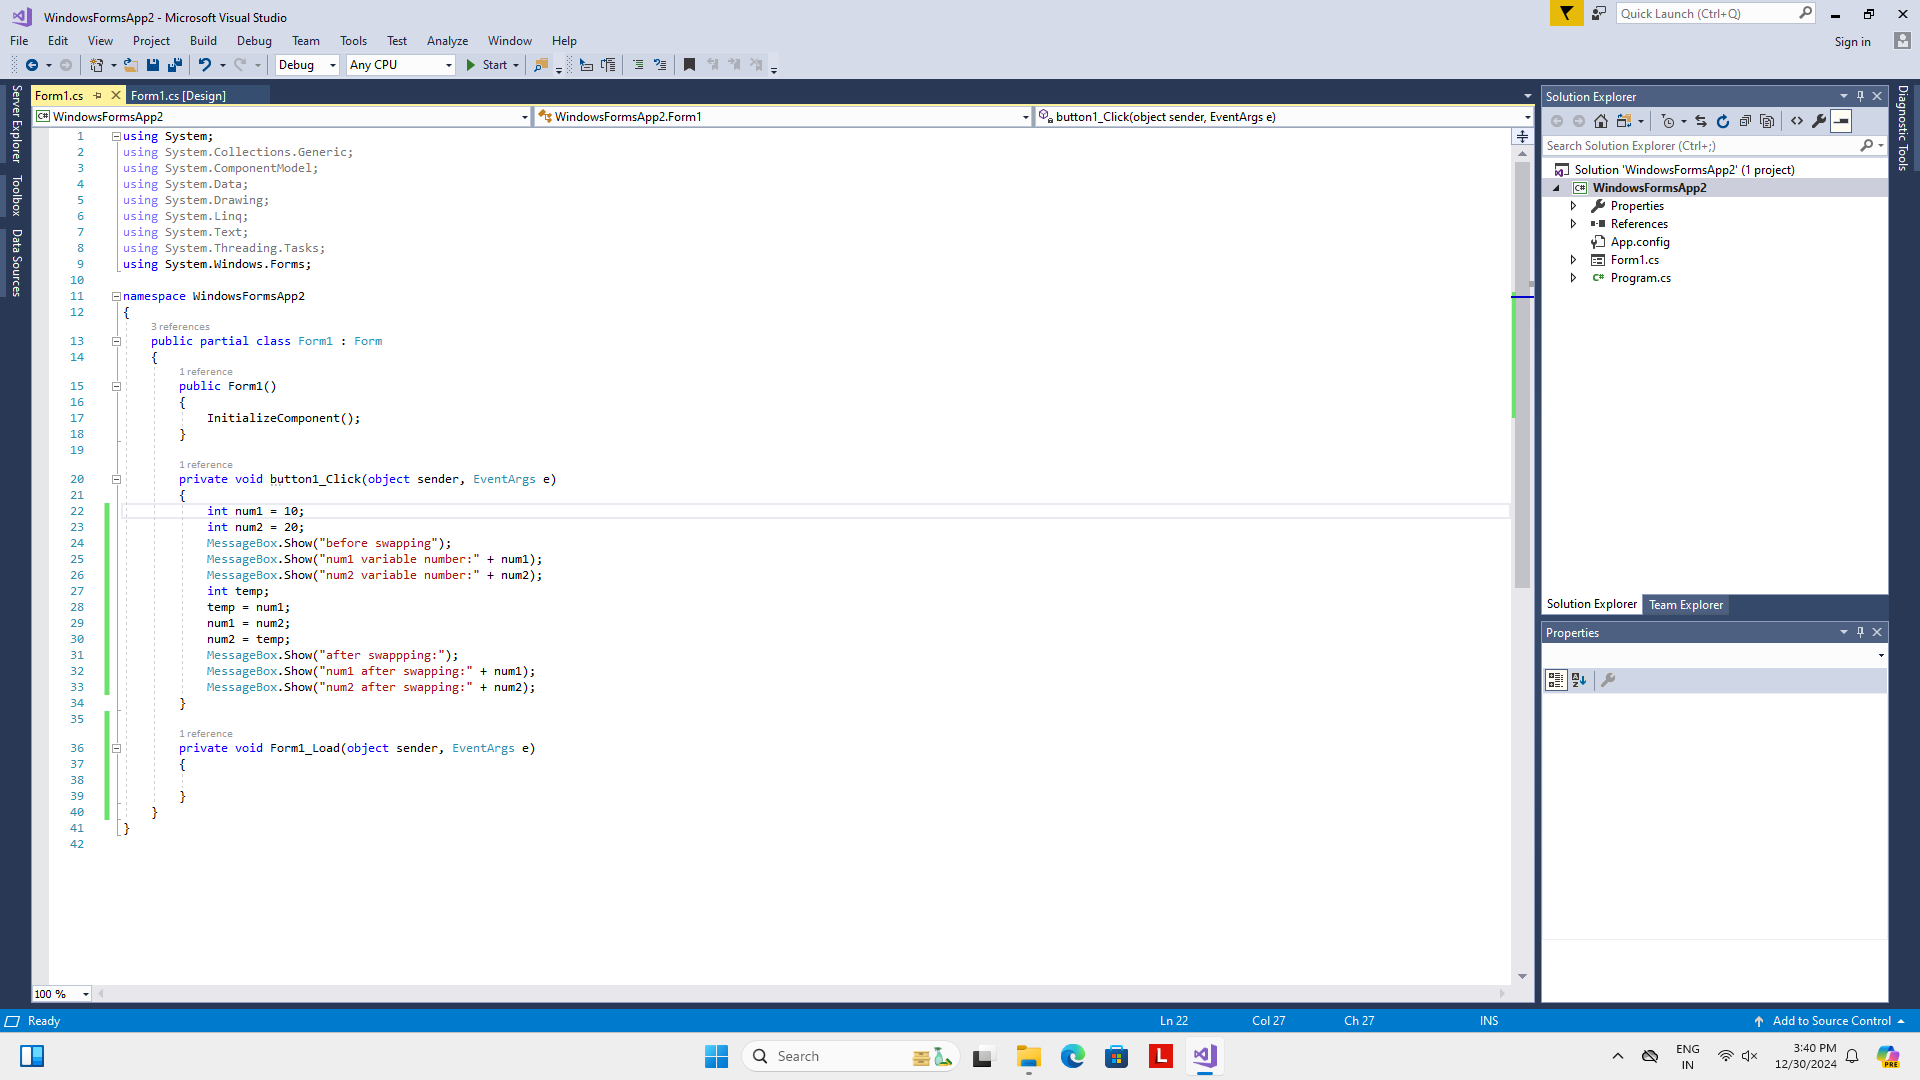 WindowsFormsApp2 - Microsoft Visual Studio
Quick Launch (Ctrl+Q)
File Edit View Project Build Debug Team Tools Test Analyze Window Help
Sign in
Debug Any CPU Start
Server Explorer
Toolbox
Data Sources
Form1.cs Form1.cs [Design]
WindowsFormsApp2 WindowsFormsApp2.Form1 button1_Click(object sender, EventArgs e)
1 using System;
2 using System.Collections.Generic;
3 using System.ComponentModel;
4 using System.Data;
5 using System.Drawing;
6 using System.Linq;
7 using System.Text;
8 using System.Threading.Tasks;
9 using System.Windows.Forms;
10
11 namespace WindowsFormsApp2
12 {
3 references
13 public partial class Form1 : Form
14 {
1 reference
15 public Form1()
16 {
17 InitializeComponent();
18 }
19
1 reference
20 private void button1_Click(object sender, EventArgs e)
21 {
22 int num1 = 10;
23 int num2 = 20;
24 MessageBox.Show("before swapping");
25 MessageBox.Show("num1 variable number:" + num1);
26 MessageBox.Show("num2 variable number:" + num2);
27 int temp;
28 temp = num1;
29 num1 = num2;
30 num2 = temp;
31 MessageBox.Show("after swappping:");
32 MessageBox.Show("num1 after swapping:" + num1);
33 MessageBox.Show("num2 after swapping:" + num2);
34 }
35
1 reference
36 private void Form1_Load(object sender, EventArgs e)
37 {
38
39 }
40 }
41 }
42
100 %
Solution Explorer
Search Solution Explorer (Ctrl+;)
Solution 'WindowsFormsApp2' (1 project)
C# WindowsFormsApp2
Properties
References
App.config
Form1.cs
C# Program.cs
Solution Explorer Team Explorer
Properties
Diagnostic Tools
Ready Ln 22 Col 27 Ch 27 INS Add to Source Control
Search
L
ENG
IN
3:40 PM
12/30/2024
PRE